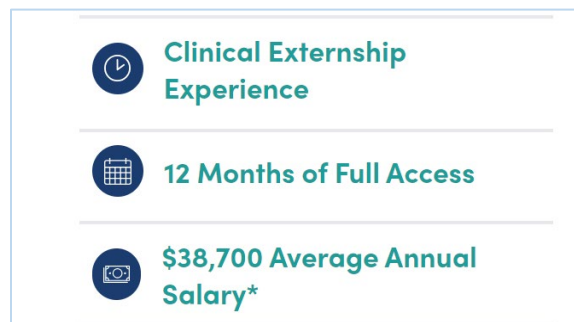 Clinical Externship
Experience
12 Months of Full Access
$38,700 Average Annual
Salary*